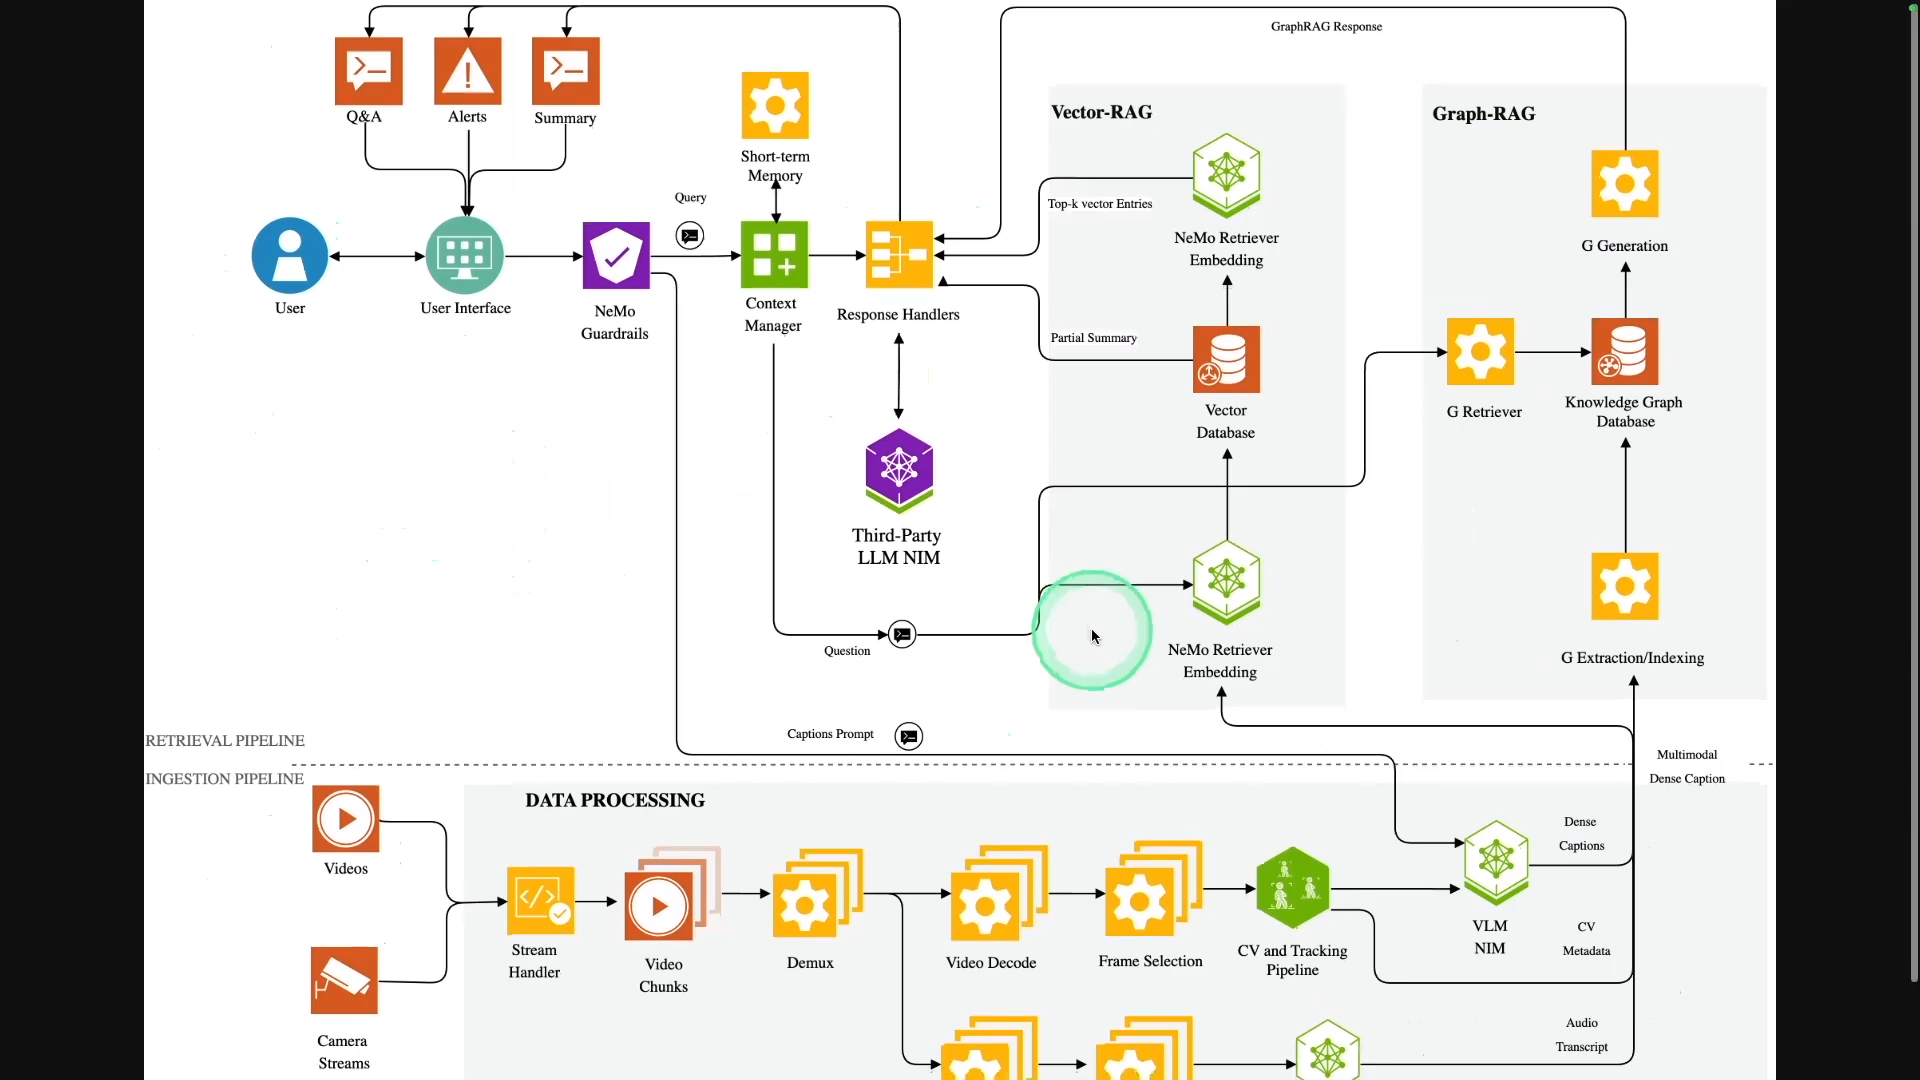 GraphRAG Response
Q&A
Alerts
Summary
Vector-RAG
Graph-RAG
Short-term
Memory
Query
Top-k vector Entries
NeMo Retriever
Embedding
G Generation
User
User Interface
NeMo
Guardrails
Context
Manager
Response Handlers
Partial Summary
Vector
Database
G Retriever
Knowledge Graph
Database
Third-Party
LLM NIM
Question
NeMo Retriever
Embedding
G Extraction/Indexing
Captions Prompt
RETRIEVAL PIPELINE
INGESTION PIPELINE
Multimodal
Dense Caption
DATA PROCESSING
Videos
Dense
Captions
Stream
Handler
Video
Chunks
Demux
Video Decode
Frame Selection
CV and Tracking
Pipeline
VLM
NIM
CV
Metadata
Camera
Streams
Audio
Transcript